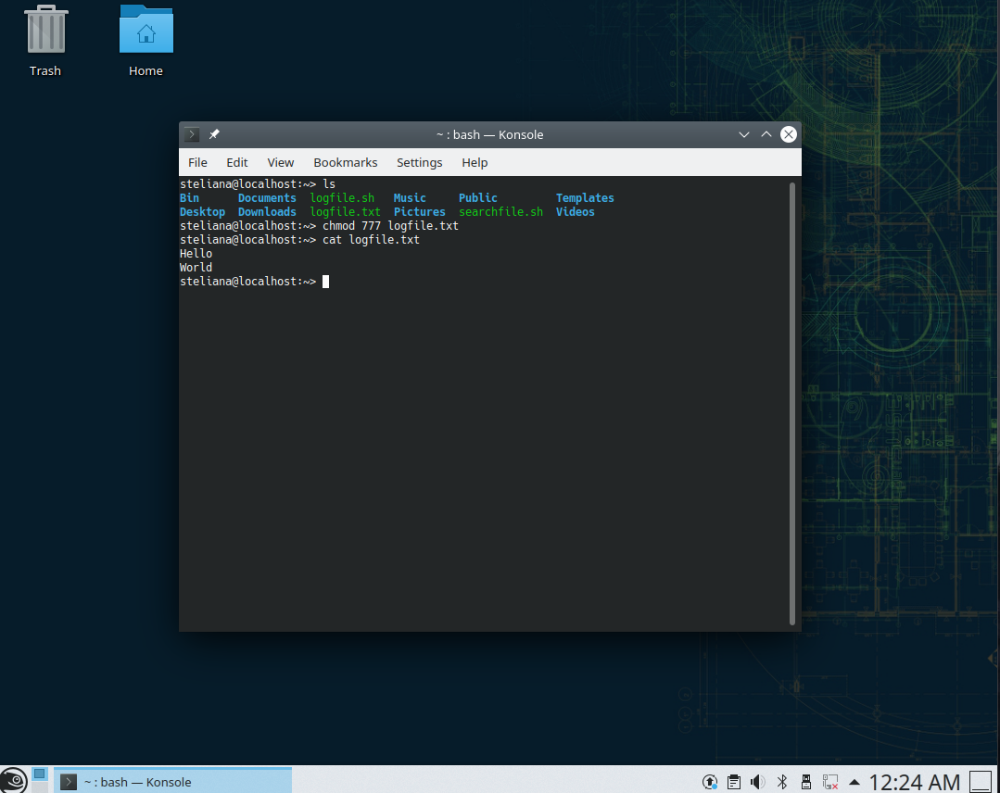 Trash
Home
~ : bash — Konsole
File Edit View Bookmarks Settings Help
steliana@localhost:~> ls
Bin Documents logfile.sh Music Public Templates
Desktop Downloads logfile.txt Pictures searchfile.sh Videos
steliana@localhost:~> chmod 777 logfile.txt
steliana@localhost:~> cat logfile.txt
Hello
World
steliana@localhost:~>
~ : bash — Konsole
12:24 AM